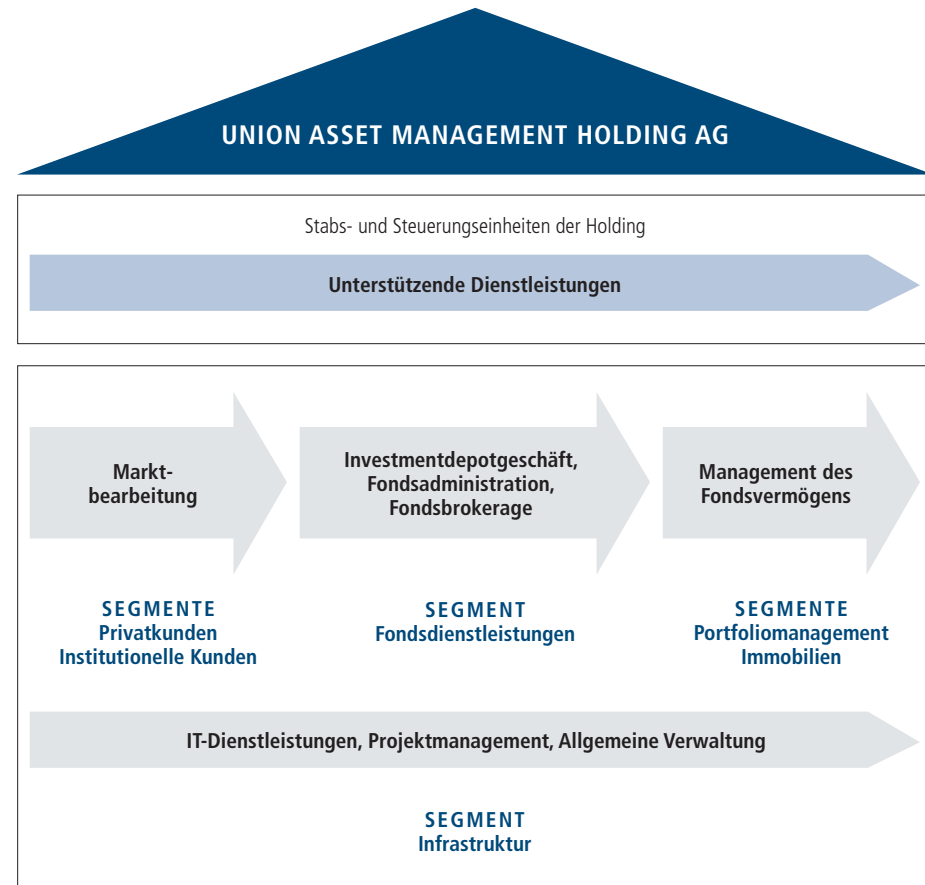 UNION ASSET MANAGEMENT HOLDING AG
Stabs- und Steuerungseinheiten der Holding
Unterstützende Dienstleistungen
Markt-
bearbeitung
Investmentdepotgeschäft,
Fondsadministration,
Fondsbrokerage
Management des
Fondsvermögens
SEGMENTE
Privatkunden
Institutionelle Kunden
SEGMENT
Fondsdienstleistungen
SEGMENTE
Portfoliomanagement
Immobilien
IT-Dienstleistungen, Projektmanagement, Allgemeine Verwaltung
SEGMENT
Infrastruktur